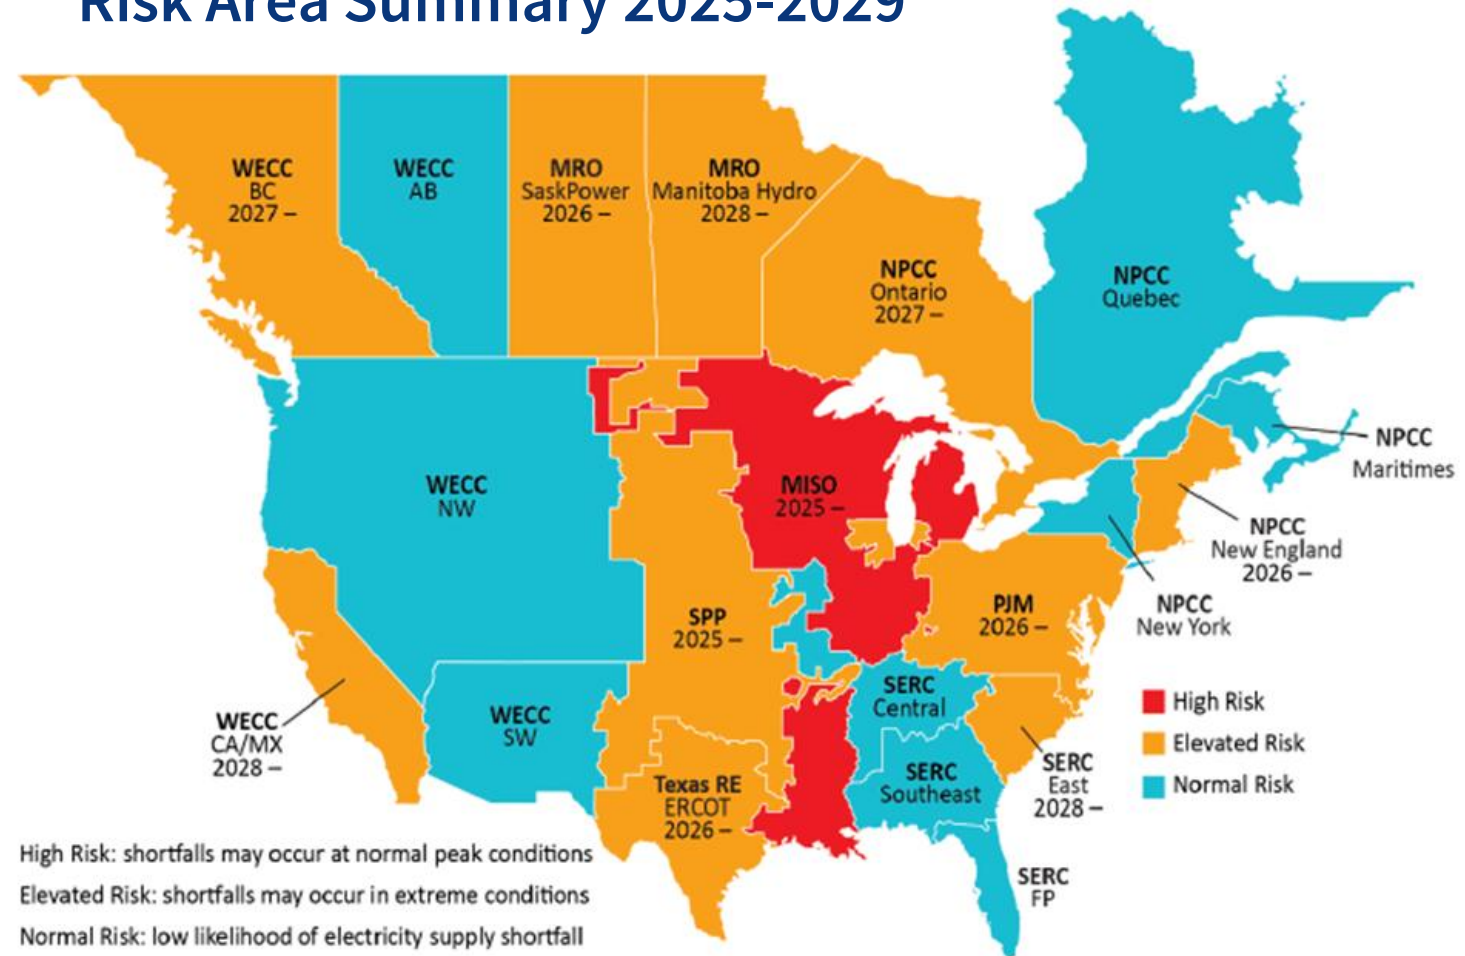 Risk Area Summary 2025-2029
WECC
BC
2027 –
WECC
AB
MRO
SaskPower
2026 –
MRO
Manitoba Hydro
2028 –
NPCC
Ontario
2027 –
NPCC
Quebec
NPCC
Maritimes
WECC
NW
MISO
2025 –
NPCC
New England
2026 –
SPP
2025 –
PJM
2026 –
NPCC
New York
WECC
CA/MX
2028 –
WECC
SW
SERC
Central
High Risk
Elevated Risk
Normal Risk
Texas RE
ERCOT
2026 –
SERC
Southeast
SERC
East
2028 –
SERC
FP
High Risk: shortfalls may occur at normal peak conditions
Elevated Risk: shortfalls may occur in extreme conditions
Normal Risk: low likelihood of electricity supply shortfall